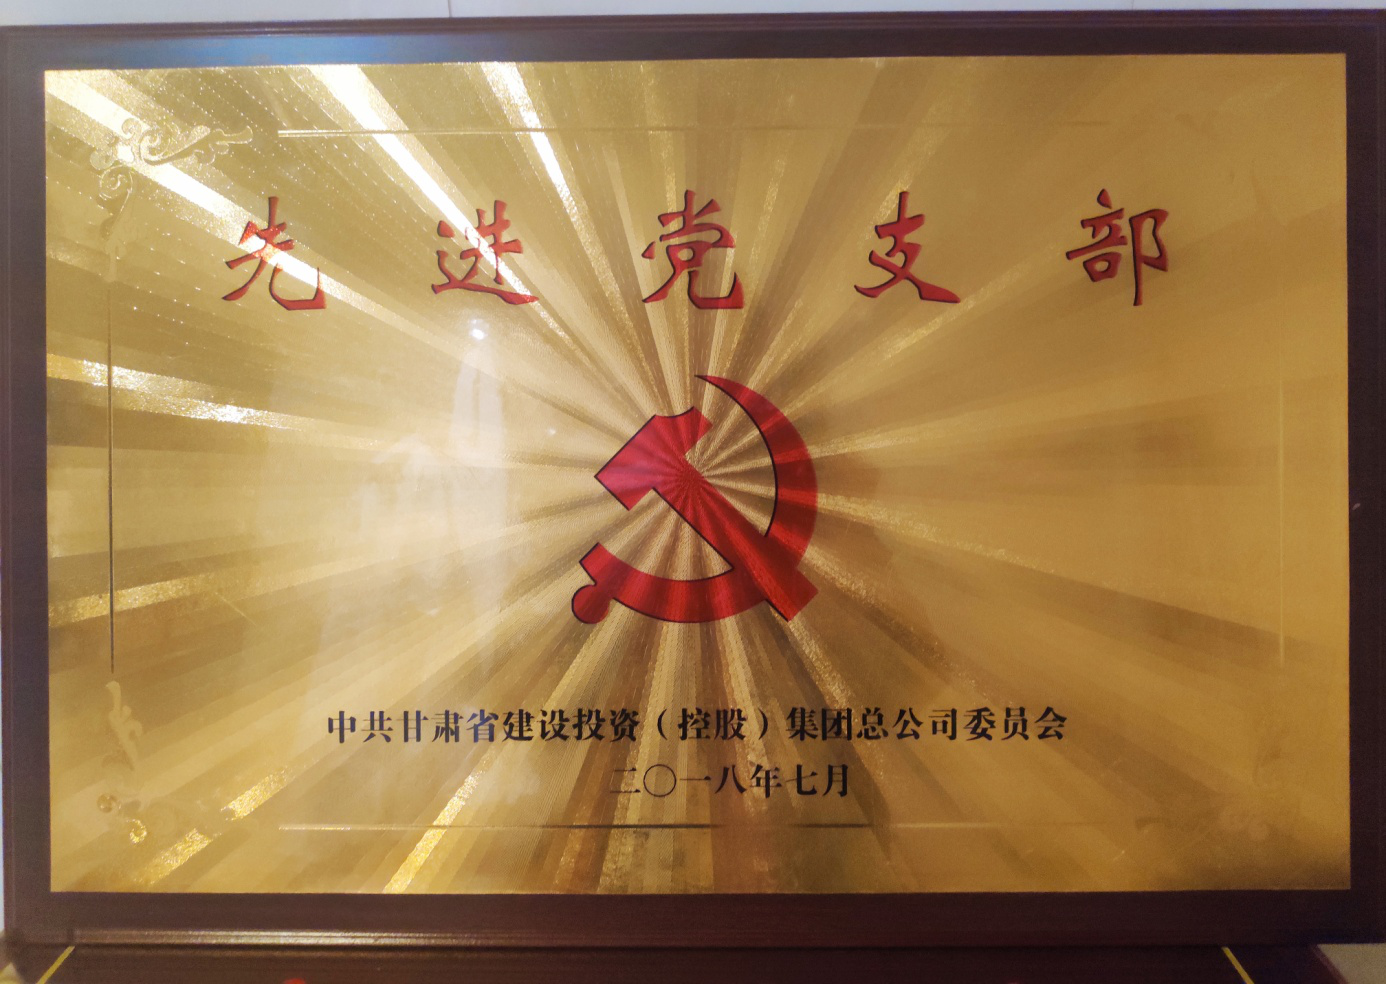 先进党支部
中共甘肃省建设投资（控股）集团总公司委员会
二〇一八年七月